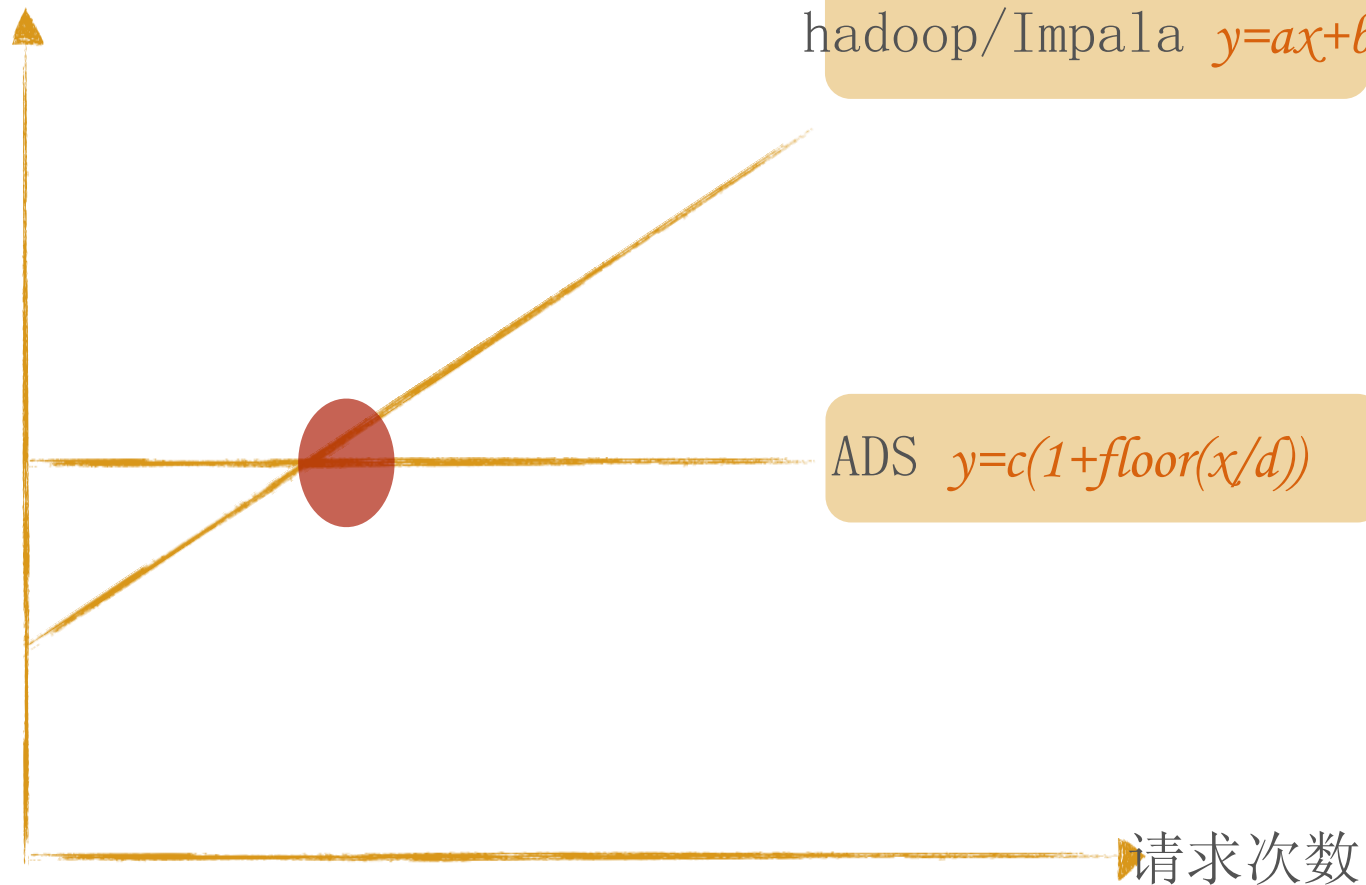 hadoop/Impala y=ax+b
ADS y=c(1+floor(x/d))
请求次数